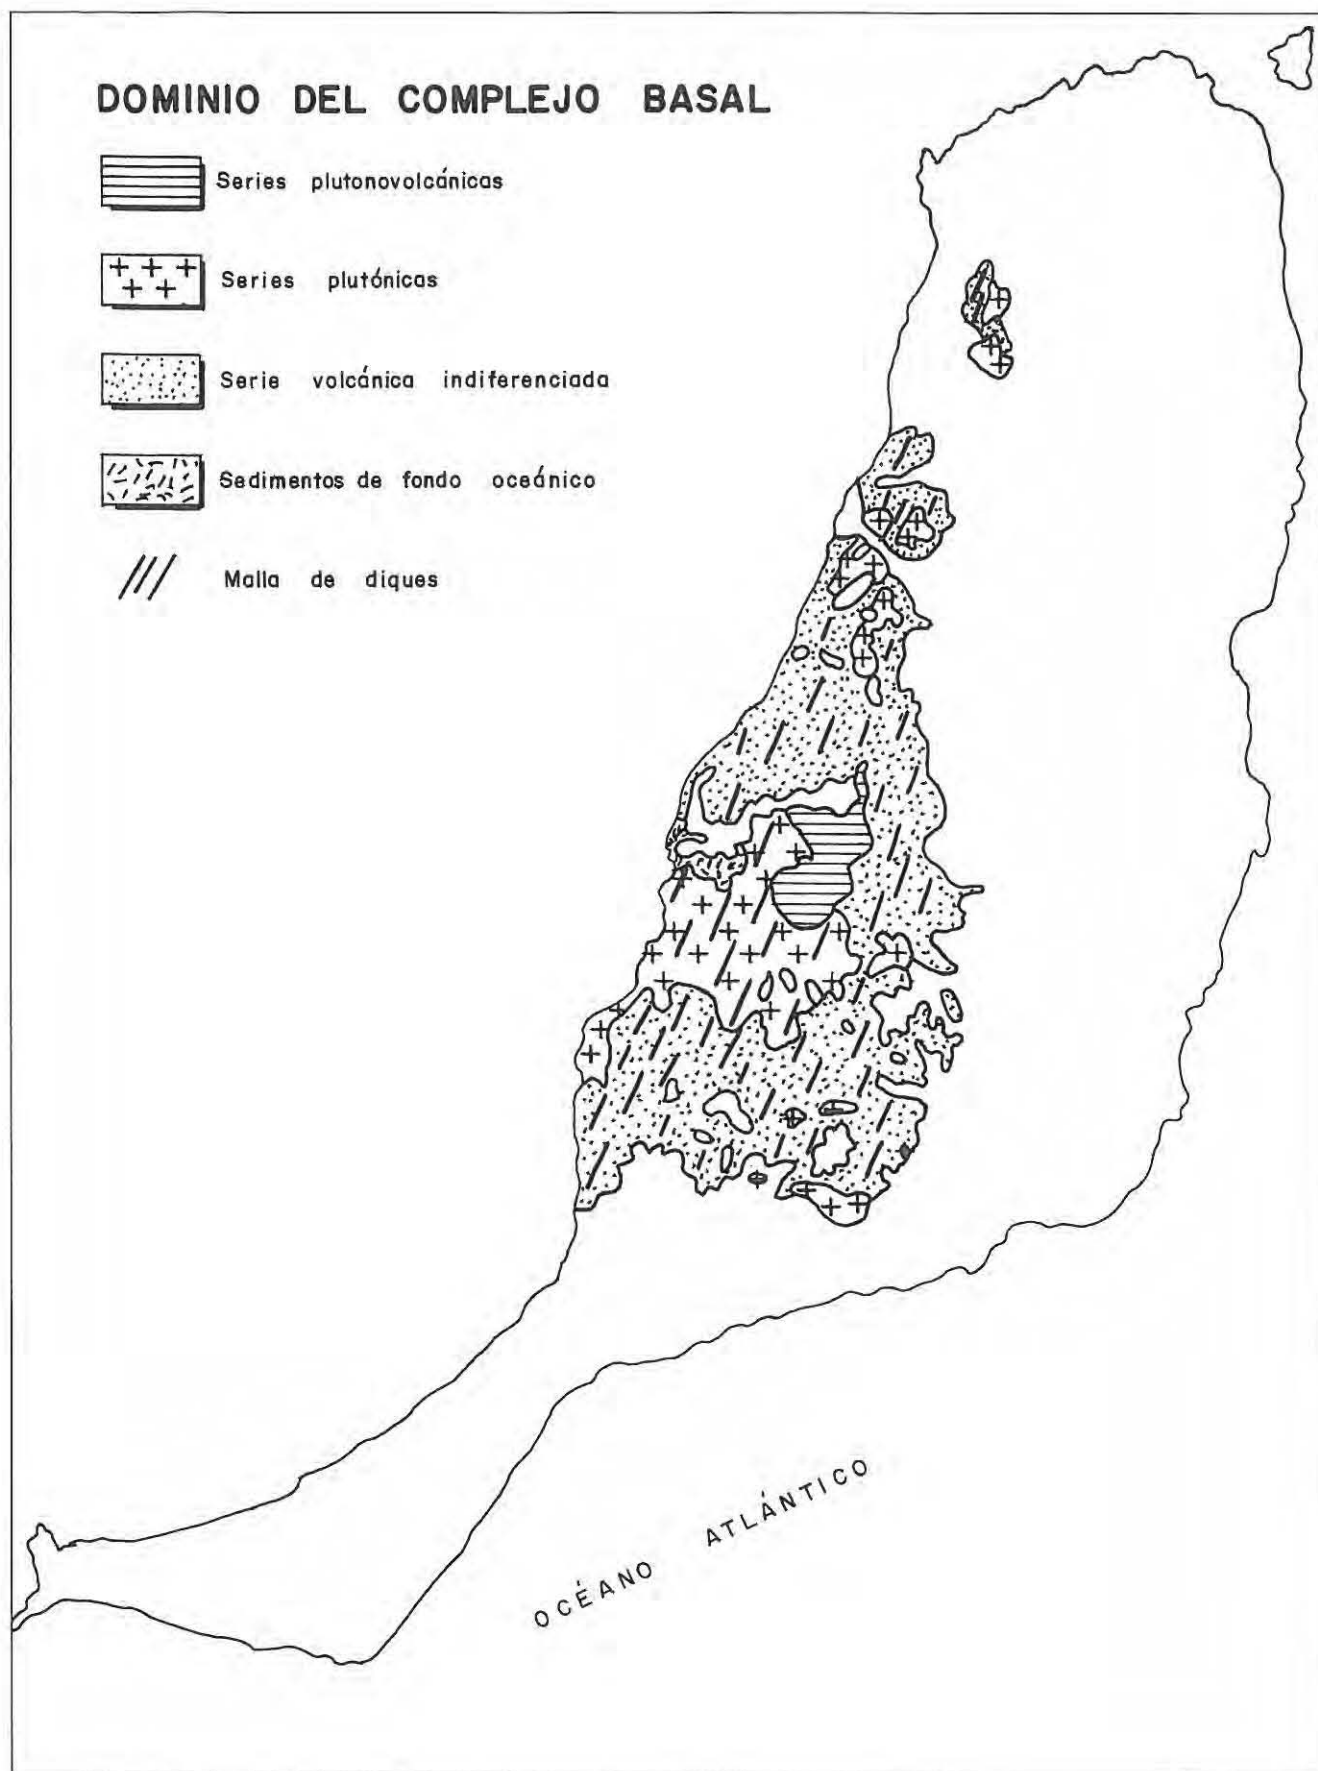 DOMINIO DEL COMPLEJO BASAL
Series plutonovolcánicas
Series plutónicas
Serie volcánica indiferenciada
Sedimentos de fondo oceánico
Malla de diques
OCÉANO ATLÁNTICO